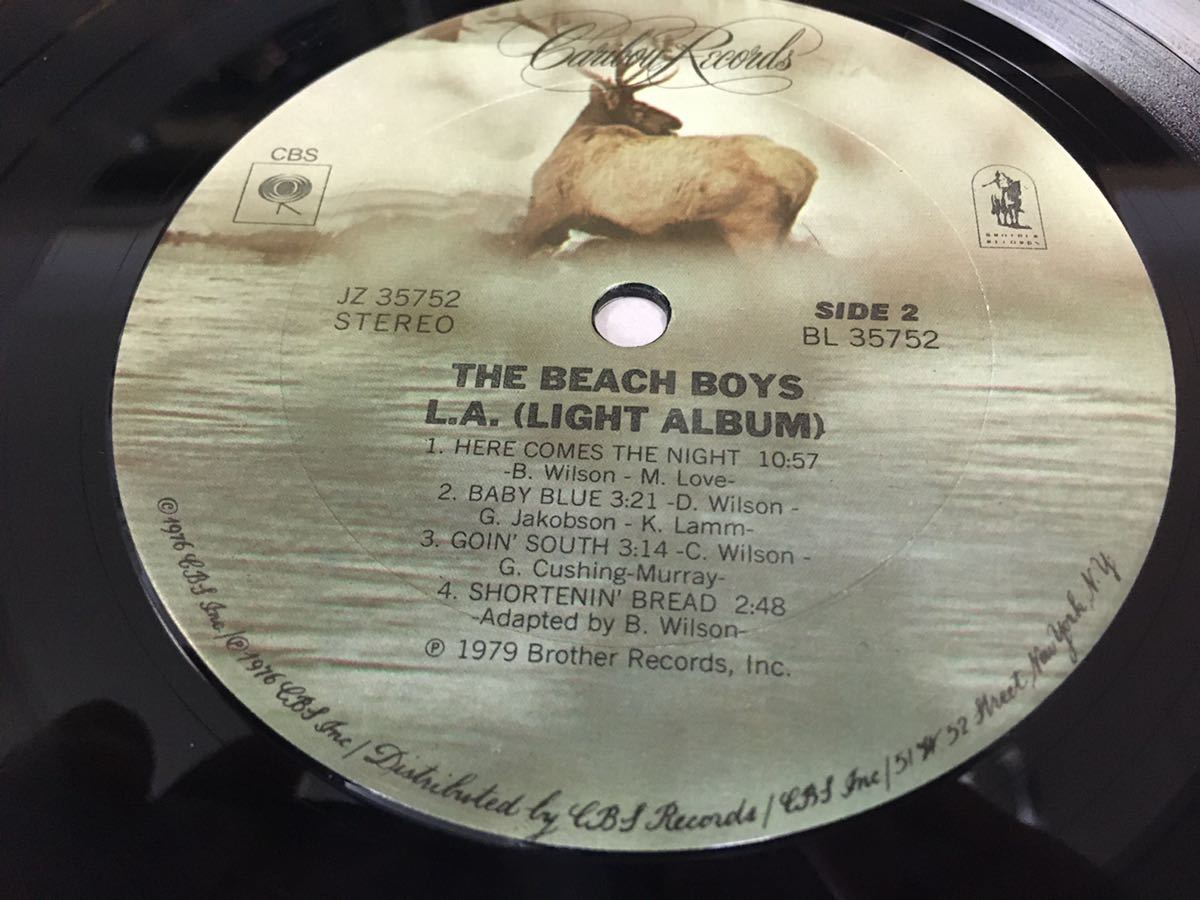 Caribou Records
CBS
BROTHER
RECORDS
JZ 35752
STEREO
SIDE 2
BL 35752
THE BEACH BOYS
L.A. (LIGHT ALBUM)
1. HERE COMES THE NIGHT 10:57
-B. Wilson - M. Love-
2. BABY BLUE 3:21 -D. Wilson -
G. Jakobson - K. Lamm-
3. GOIN' SOUTH 3:14 -C. Wilson -
G. Cushing-Murray-
4. SHORTENIN' BREAD 2:48
-Adapted by B. Wilson-
℗ 1979 Brother Records, Inc.
©1976 CBS Inc/℗1976 CBS Inc/Distributed by CBS Records/CBS Inc/51 W 52 Street, New York, N.Y.